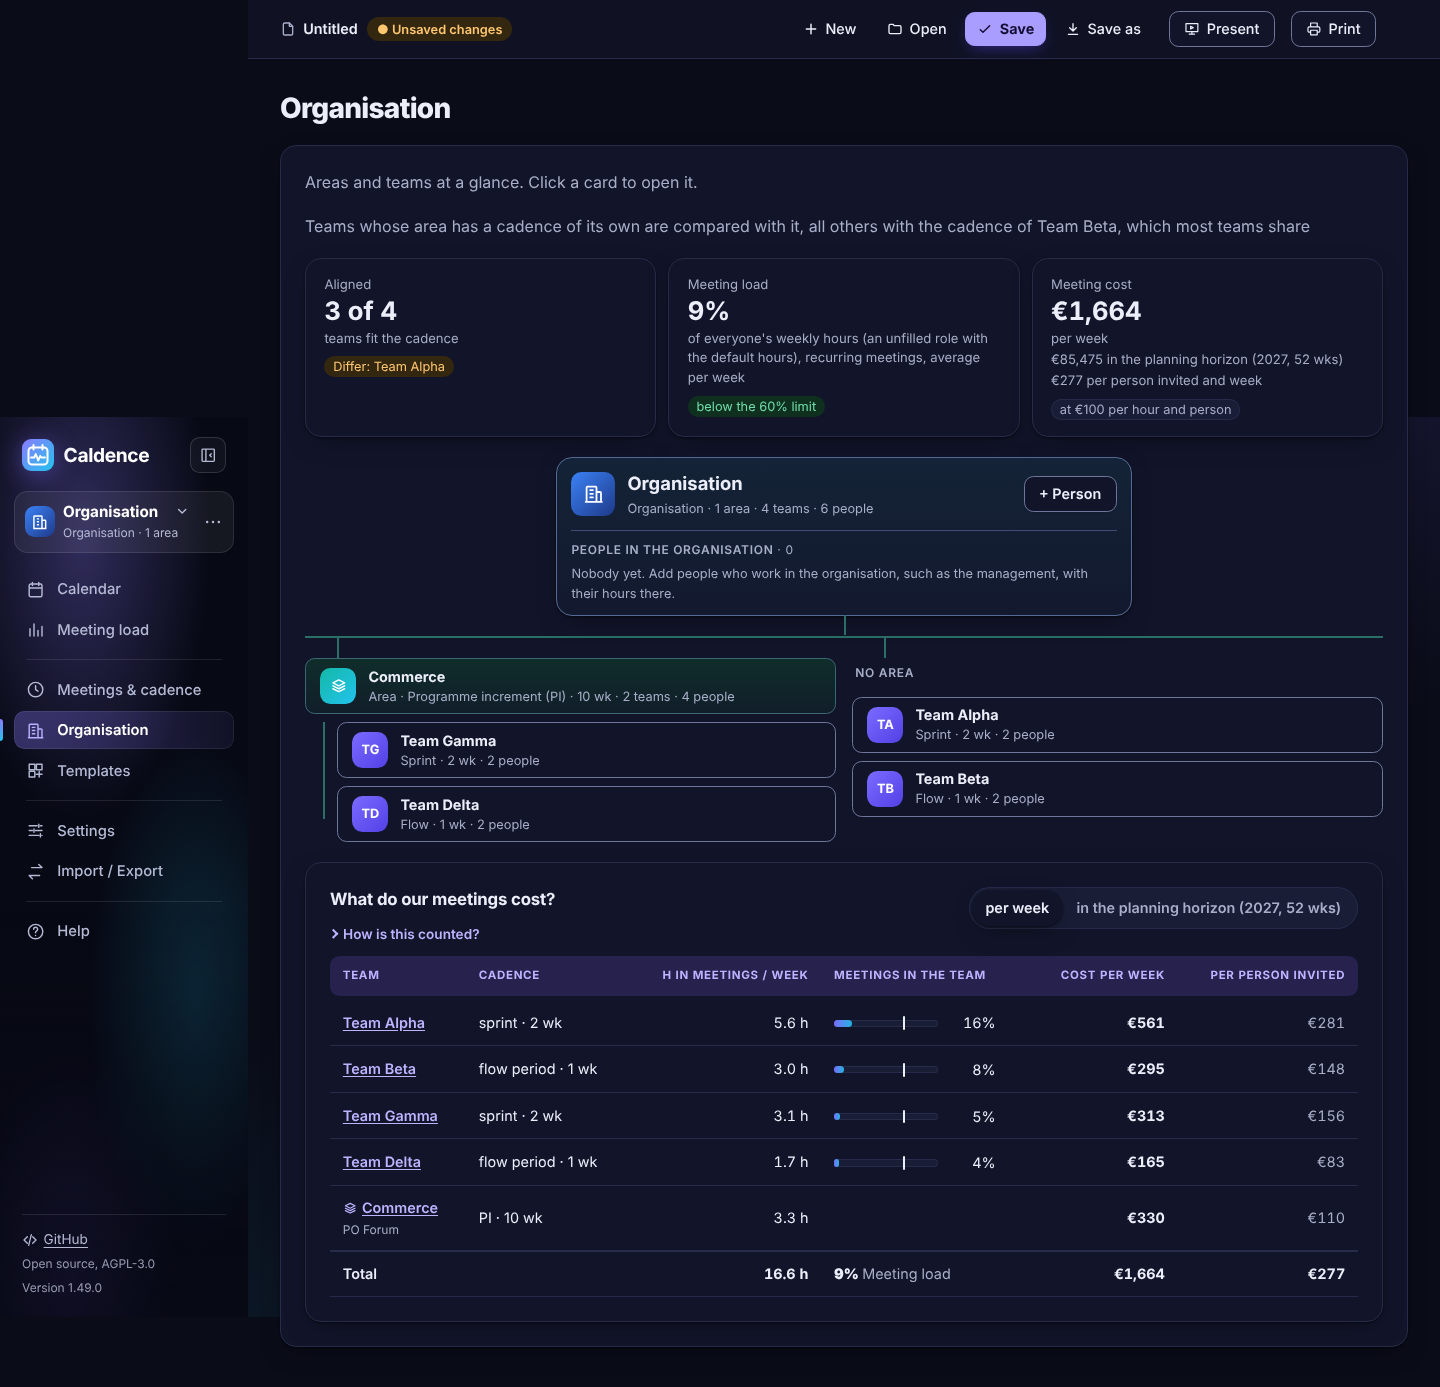 Untitled
Unsaved changes
New
Open
Save
Save as
Present
Print
Organisation
Areas and teams at a glance. Click a card to open it.
Teams whose area has a cadence of its own are compared with it, all others with the cadence of Team Beta, which most teams share
Aligned
3 of 4
teams fit the cadence
Differ: Team Alpha
Meeting load
9%
of everyone's weekly hours (an unfilled role with
the default hours), recurring meetings, average
per week
below the 60% limit
Meeting cost
€1,664
per week
€85,475 in the planning horizon (2027, 52 wks)
€277 per person invited and week
at €100 per hour and person
Caldence
Organisation
Organisation · 1 area
Calendar
Meeting load
Meetings & cadence
Organisation
Templates
Settings
Import / Export
Help
GitHub
Open source, AGPL-3.0
Version 1.49.0
Organisation
Organisation · 1 area · 4 teams · 6 people
+ Person
PEOPLE IN THE ORGANISATION · 0
Nobody yet. Add people who work in the organisation, such as the management, with
their hours there.
Commerce
Area · Programme increment (PI) · 10 wk · 2 teams · 4 people
TG
Team Gamma
Sprint · 2 wk · 2 people
TD
Team Delta
Flow · 1 wk · 2 people
NO AREA
TA
Team Alpha
Sprint · 2 wk · 2 people
TB
Team Beta
Flow · 1 wk · 2 people
What do our meetings cost?
How is this counted?
per week
in the planning horizon (2027, 52 wks)
TEAM CADENCE H IN MEETINGS / WEEK MEETINGS IN THE TEAM COST PER WEEK PER PERSON INVITED
Team Alpha sprint · 2 wk 5.6 h 16% €561 €281
Team Beta flow period · 1 wk 3.0 h 8% €295 €148
Team Gamma sprint · 2 wk 3.1 h 5% €313 €156
Team Delta flow period · 1 wk 1.7 h 4% €165 €83
Commerce PI · 10 wk 3.3 h €330 €110
PO Forum
Total 16.6 h 9% Meeting load €1,664 €277